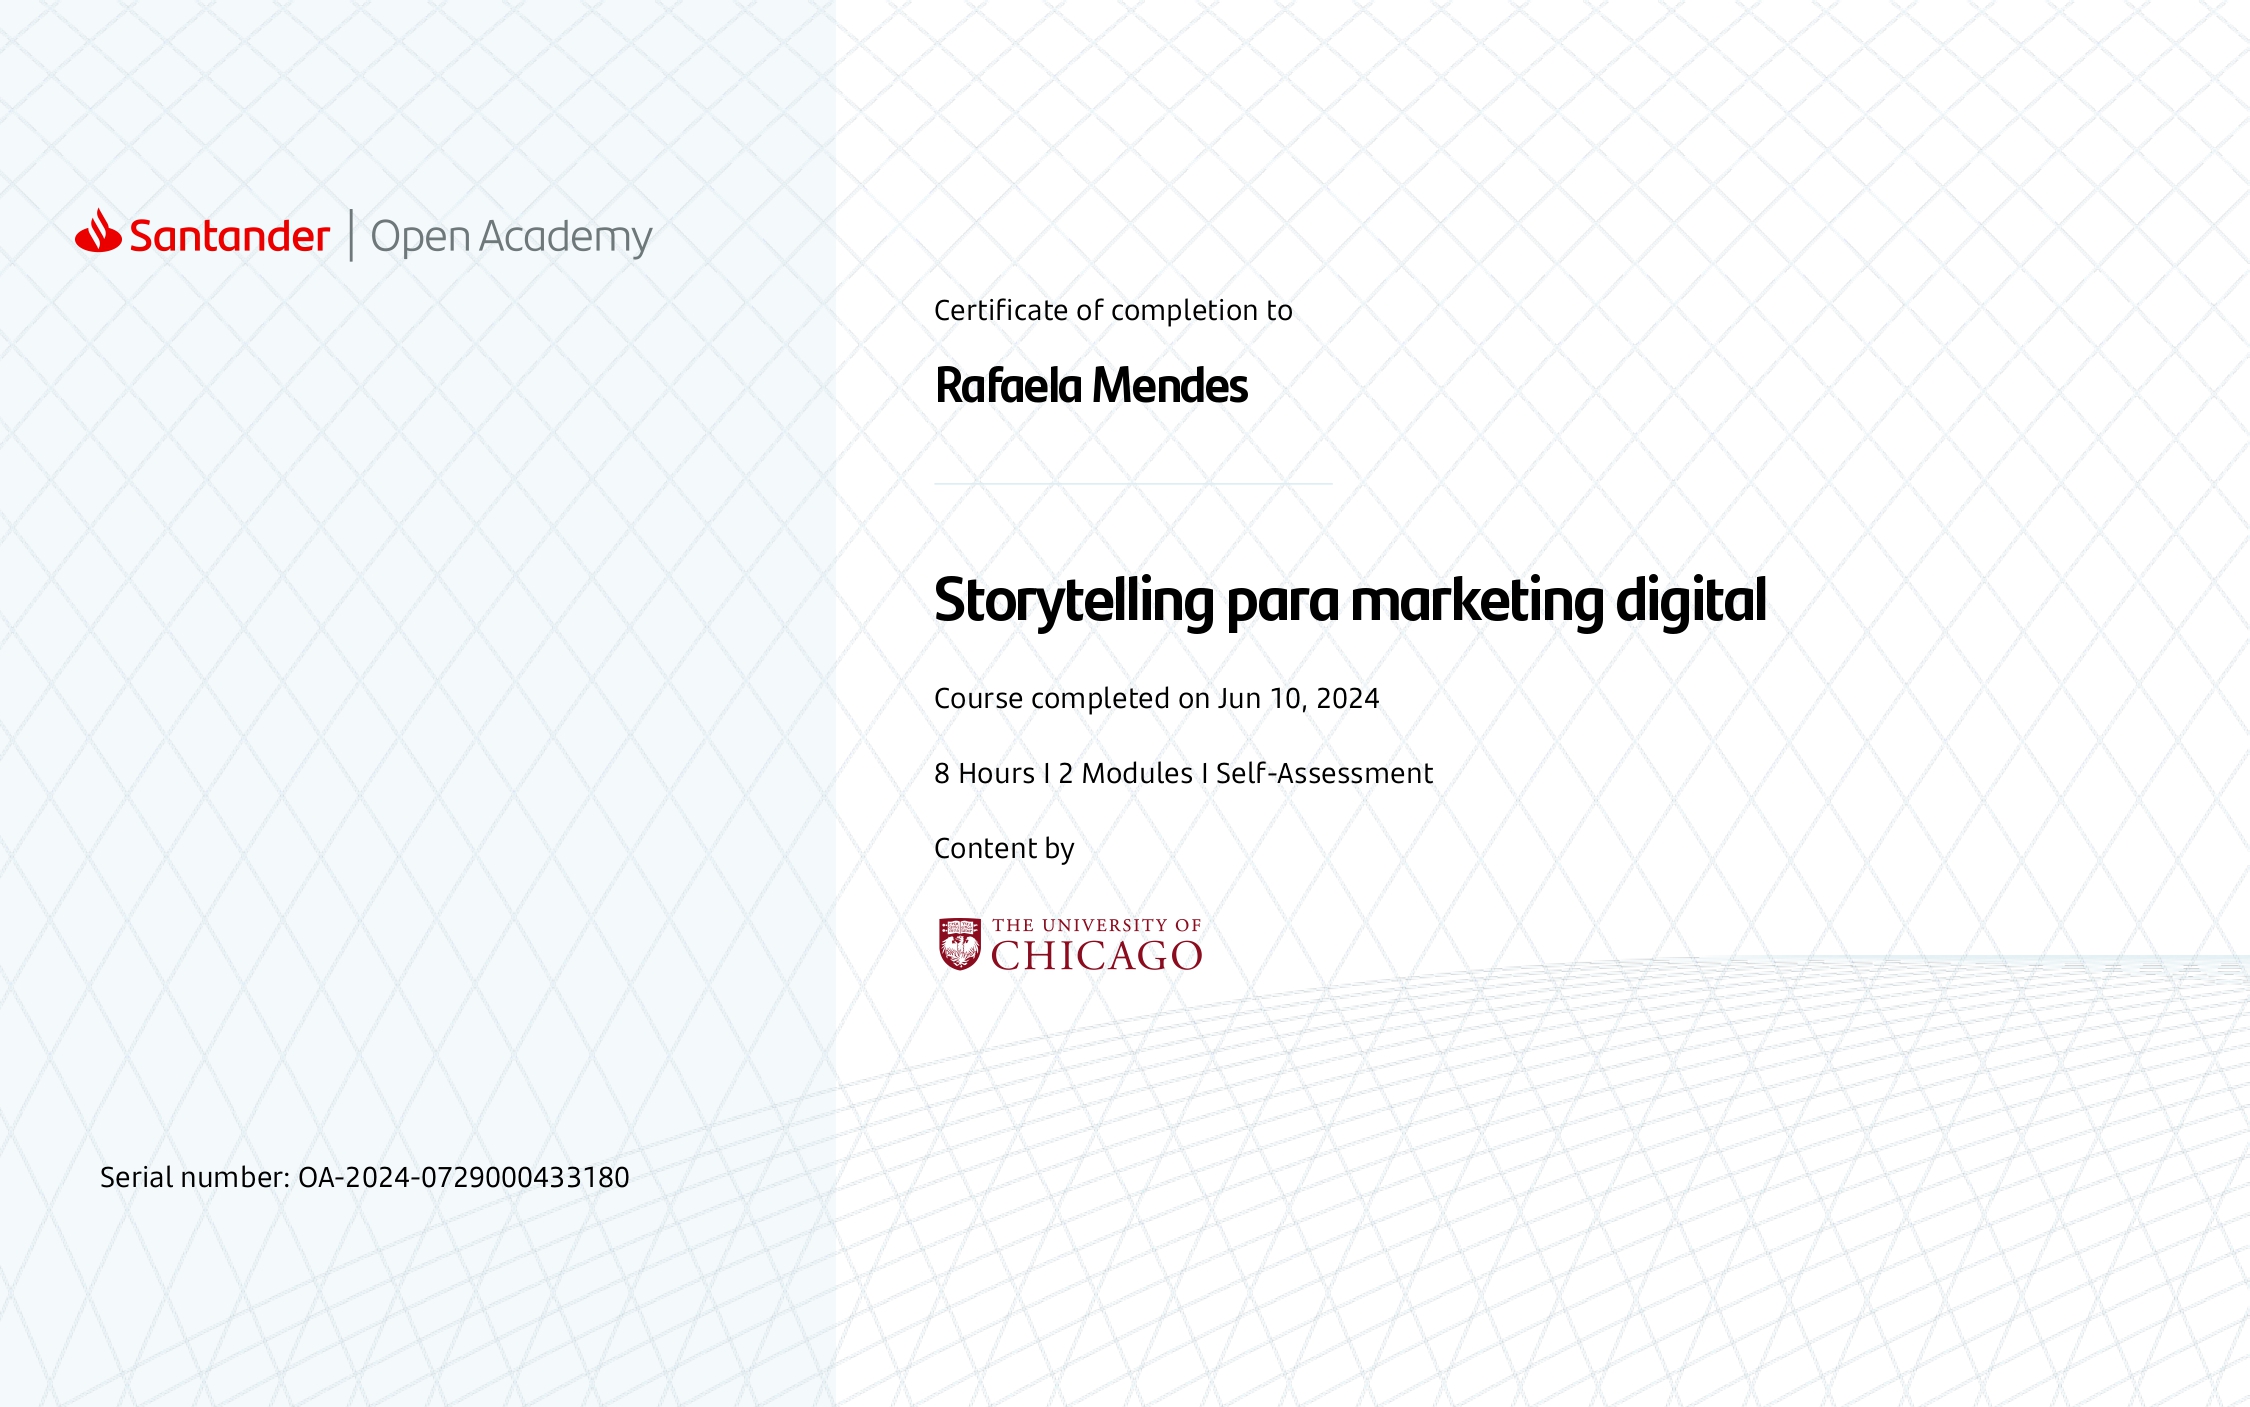 Santander | Open Academy
Certificate of completion to
Rafaela Mendes
Storytelling para marketing digital
Course completed on Jun 10, 2024
8 Hours I 2 Modules I Self-Assessment
Content by
THE UNIVERSITY OF
CHICAGO
Serial number: OA-2024-0729000433180